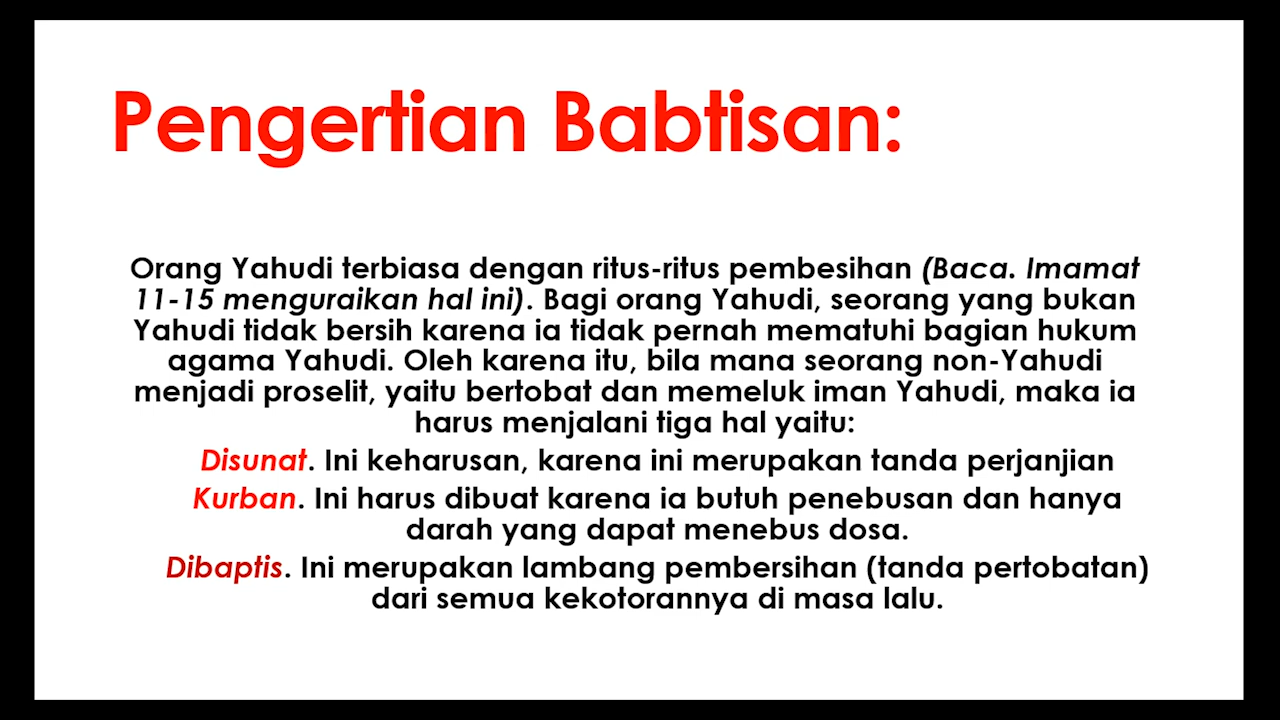 Pengertian Babtisan:
Orang Yahudi terbiasa dengan ritus-ritus pembesihan (Baca. Imamat
11-15 menguraikan hal ini). Bagi orang Yahudi, seorang yang bukan
Yahudi tidak bersih karena ia tidak pernah mematuhi bagian hukum
agama Yahudi. Oleh karena itu, bila mana seorang non-Yahudi
menjadi proselit, yaitu bertobat dan memeluk iman Yahudi, maka ia
harus menjalani tiga hal yaitu:
Disunat. Ini keharusan, karena ini merupakan tanda perjanjian
Kurban. Ini harus dibuat karena ia butuh penebusan dan hanya
darah yang dapat menebus dosa.
Dibaptis. Ini merupakan lambang pembersihan (tanda pertobatan)
dari semua kekotorannya di masa lalu.